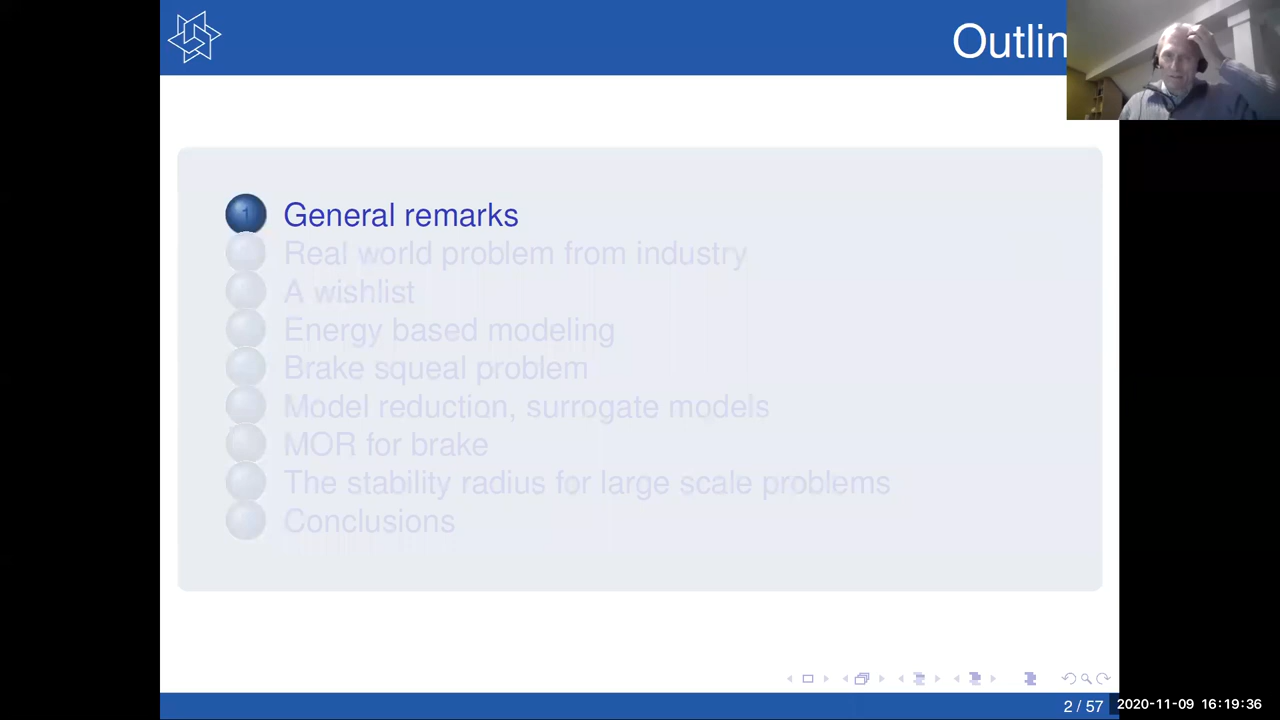 Outlin
1 General remarks
Real world problem from industry
A wishlist
Energy based modeling
Brake squeal problem
Model reduction, surrogate models
MOR for brake
The stability radius for large scale problems
Conclusions
2 / 57
2020-11-09 16:19:36